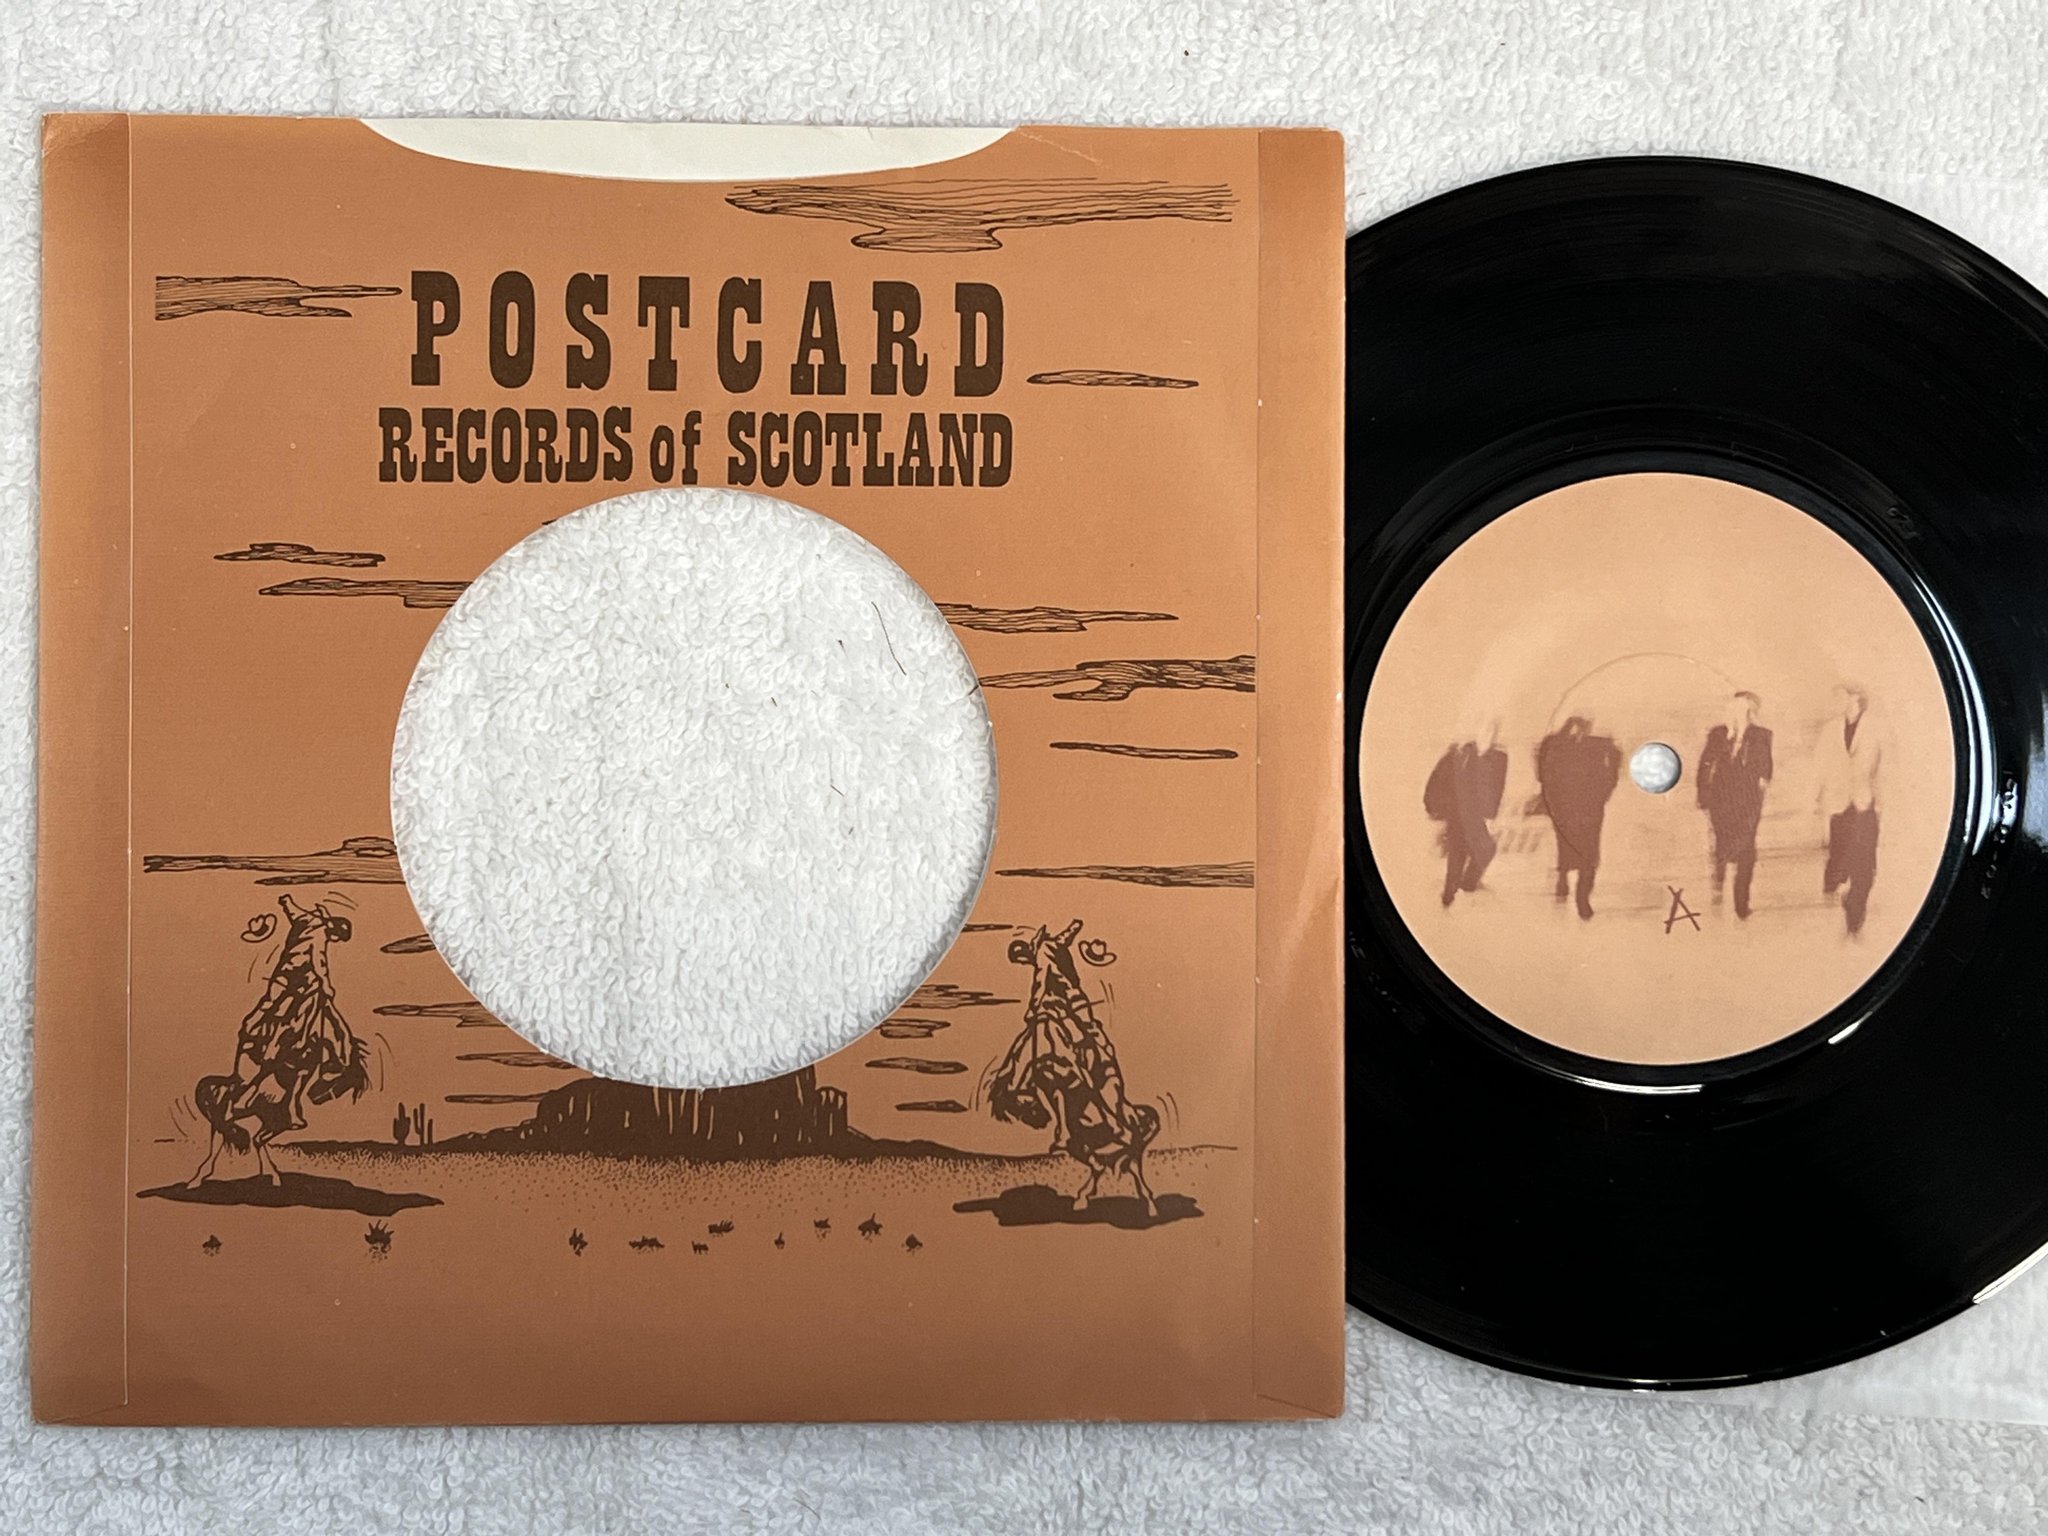 POSTCARD
RECORDS of SCOTLAND
A